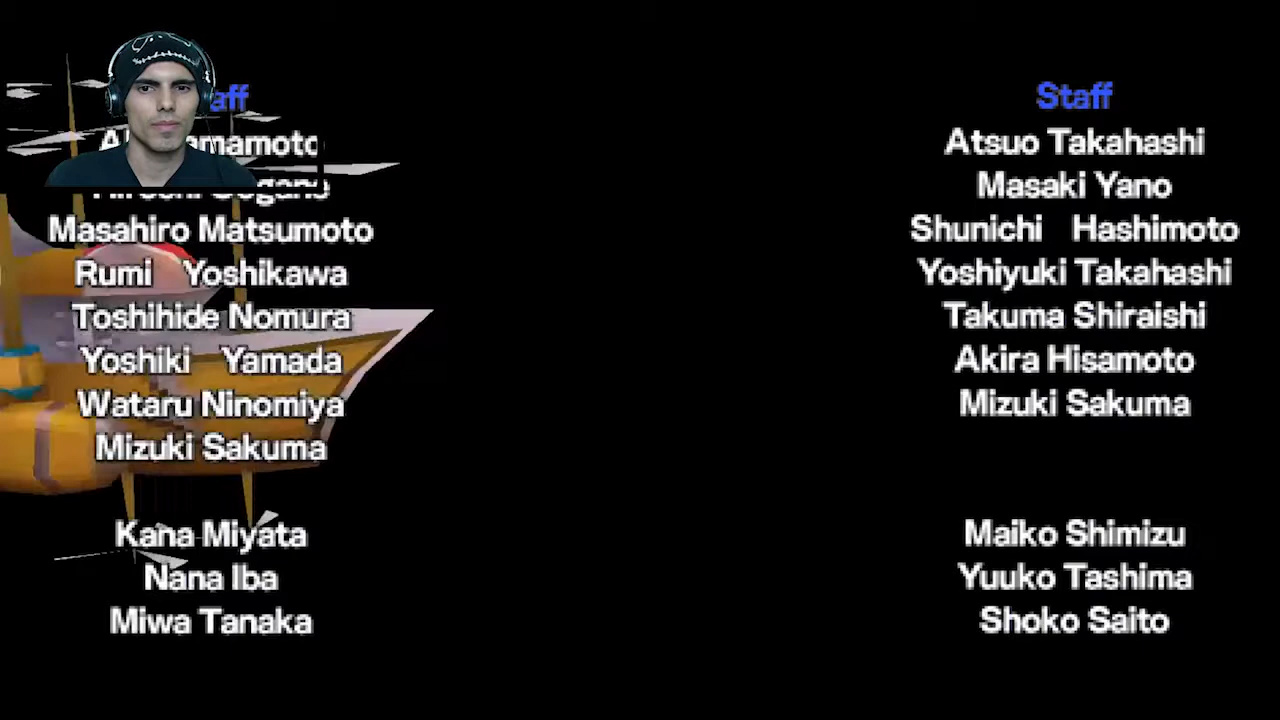 Masahiro Matsumoto
Rumi Yoshikawa
Toshihide Nomura
Yoshiki Yamada
Wataru Ninomiya
Mizuki Sakuma
Kana Miyata
Nana Iba
Miwa Tanaka
Staff
Atsuo Takahashi
Masaki Yano
Shunichi Hashimoto
Yoshiyuki Takahashi
Takuma Shiraishi
Akira Hisamoto
Mizuki Sakuma
Maiko Shimizu
Yuuko Tashima
Shoko Saito